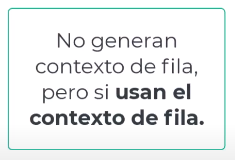 No generan
contexto de fila,
pero si usan el
contexto de fila.